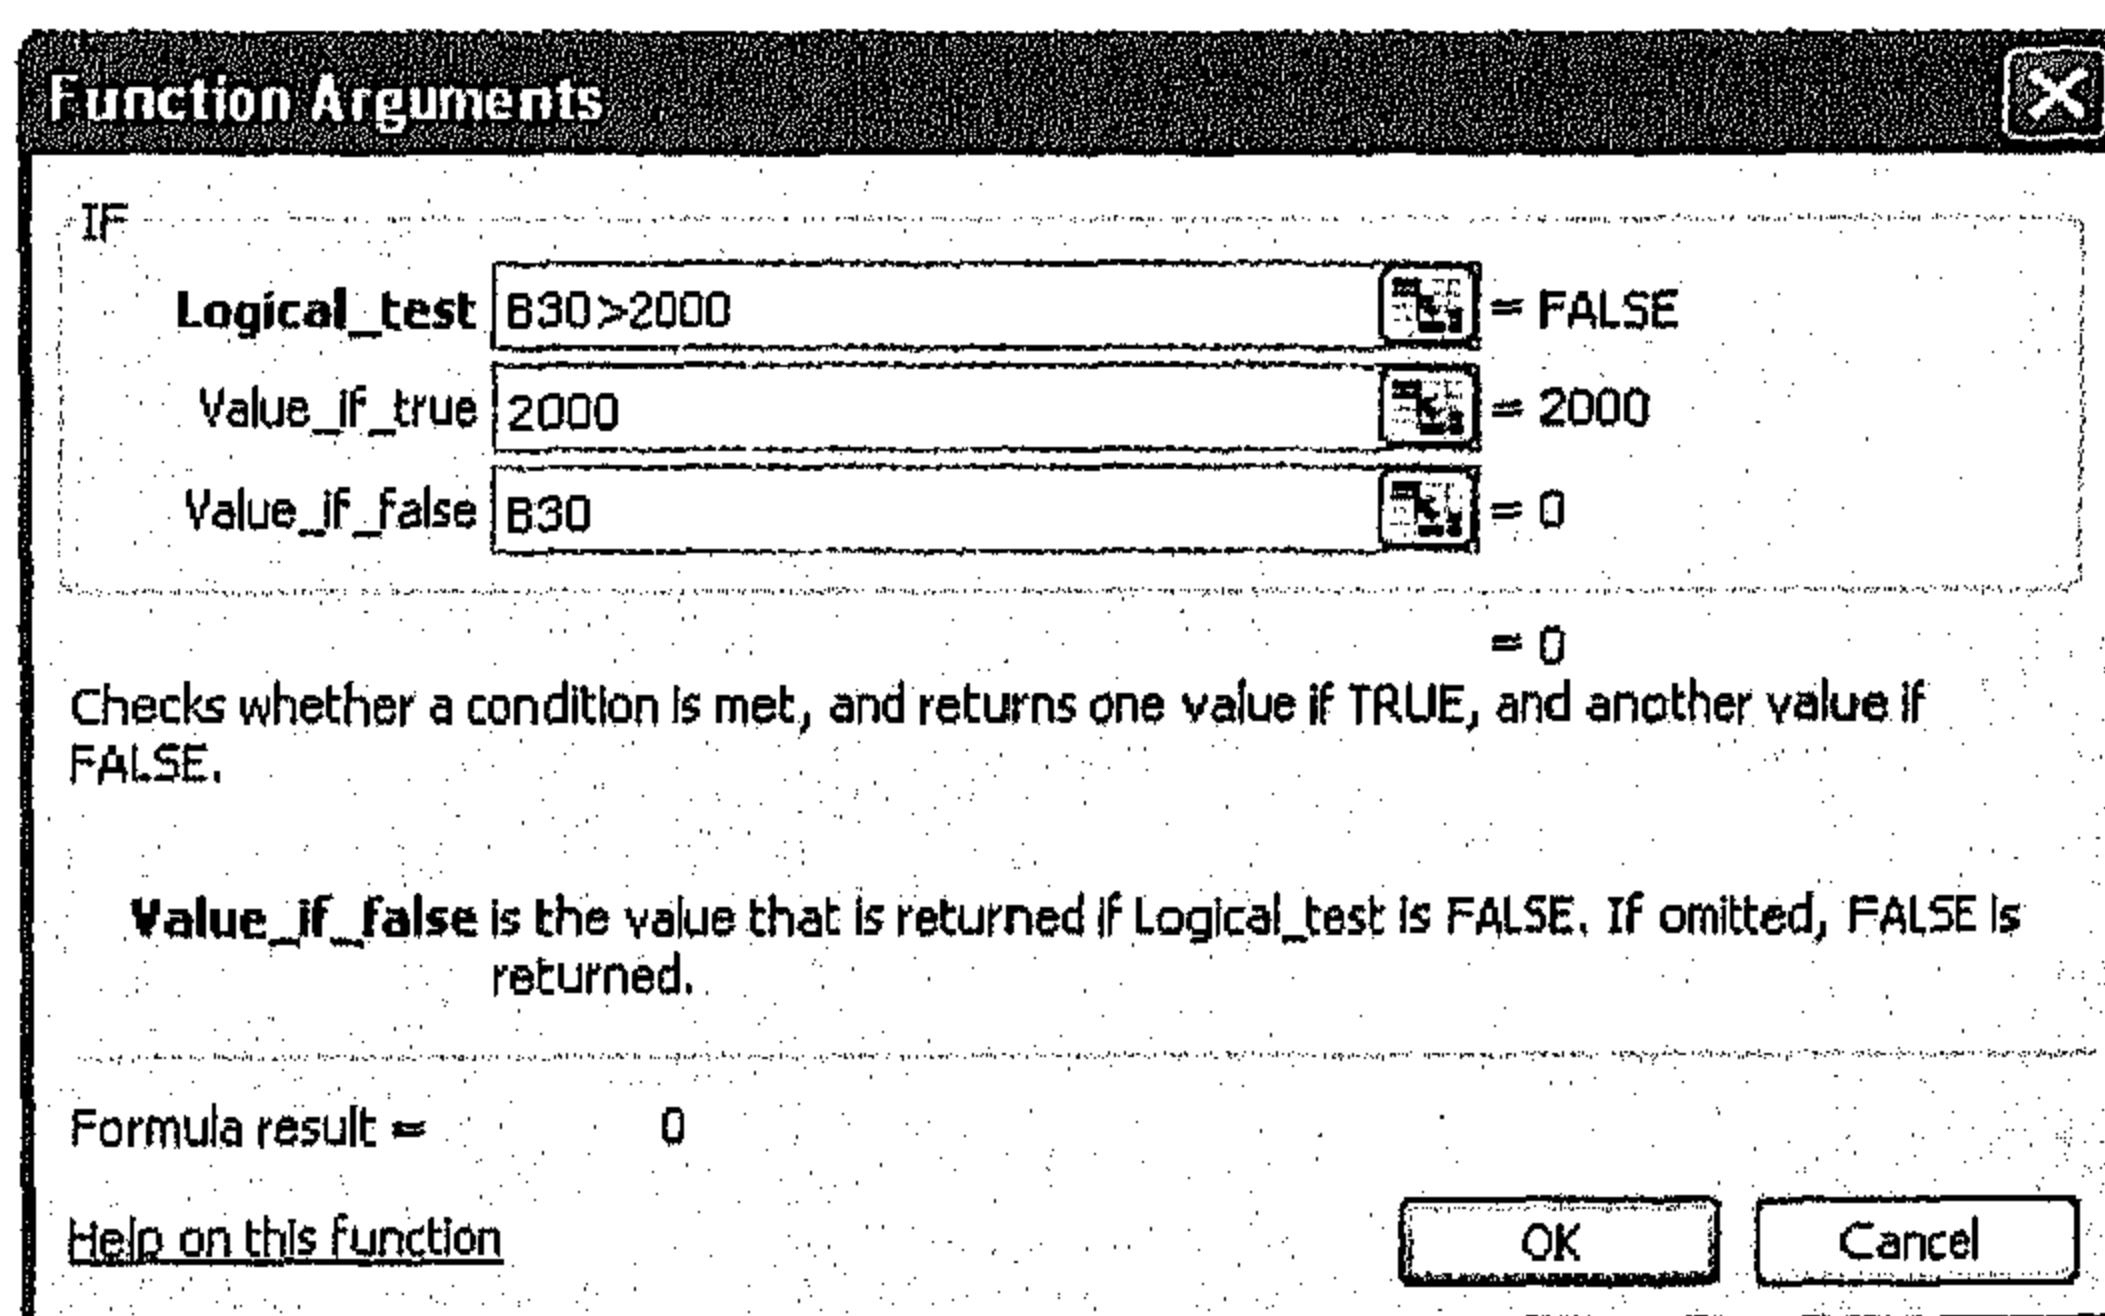 Function Arguments
IF
Logical_test B30>2000 = FALSE
Value_if_true 2000 = 2000
Value_if_false B30 = 0
= 0
Checks whether a condition is met, and returns one value if TRUE, and another value if
FALSE.
Value_if_false is the value that is returned if Logical_test is FALSE. If omitted, FALSE is
returned.
Formula result = 0
Help on this function
OK Cancel